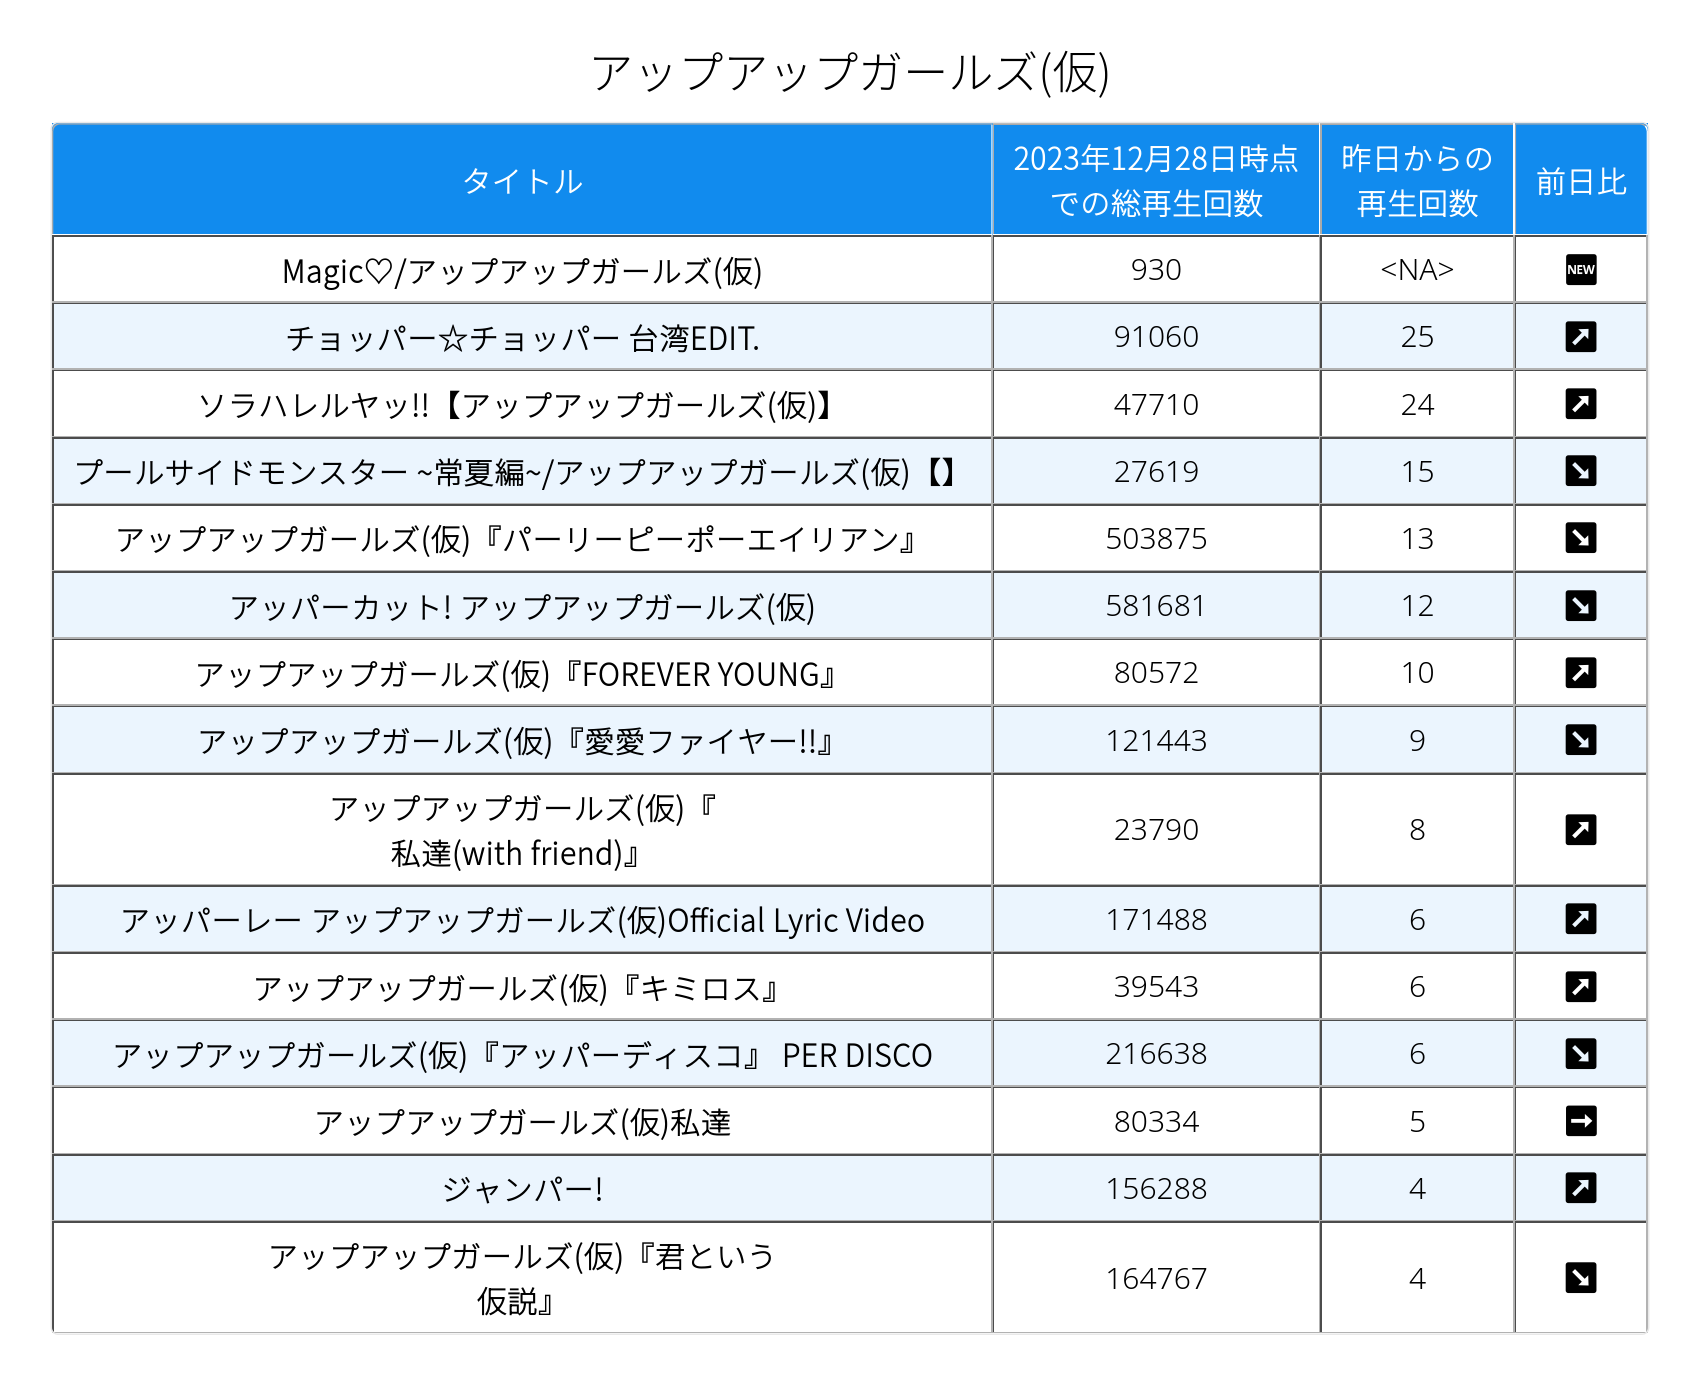 アップアップガールズ(仮)
タイトル
2023年12月28日時点
での総再生回数
昨日からの
再生回数
前日比
Magic♡/アップアップガールズ(仮) 930 <NA> NEW
チョッパー☆チョッパー 台湾EDIT. 91060 25
ソラハレルヤッ!!【アップアップガールズ(仮)】 47710 24
プールサイドモンスター ~常夏編~/アップアップガールズ(仮)【】 27619 15
アップアップガールズ(仮)『パーリーピーポーエイリアン』 503875 13
アッパーカット! アップアップガールズ(仮) 581681 12
アップアップガールズ(仮)『FOREVER YOUNG』 80572 10
アップアップガールズ(仮)『愛愛ファイヤー!!』 121443 9
アップアップガールズ(仮)『
私達(with friend)』 23790 8
アッパーレー アップアップガールズ(仮)Official Lyric Video 171488 6
アップアップガールズ(仮)『キミロス』 39543 6
アップアップガールズ(仮)『アッパーディスコ』 PER DISCO 216638 6
アップアップガールズ(仮)私達 80334 5
ジャンパー! 156288 4
アップアップガールズ(仮)『君という
仮説』 164767 4